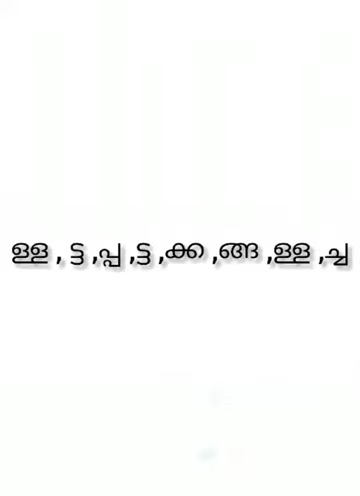 ള്ള , ട്ട ,പ്പ ,ട്ട ,ക്ക ,ങ്ങ ,ള്ള ,ച്ച